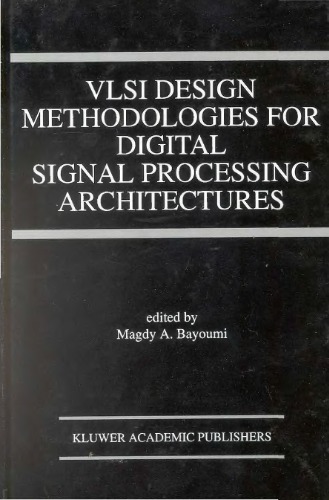 VLSI DESIGN
METHODOLOGIES FOR
DIGITAL
SIGNAL PROCESSING
ARCHITECTURES
edited by
Magdy A. Bayoumi
KLUWER ACADEMIC PUBLISHERS